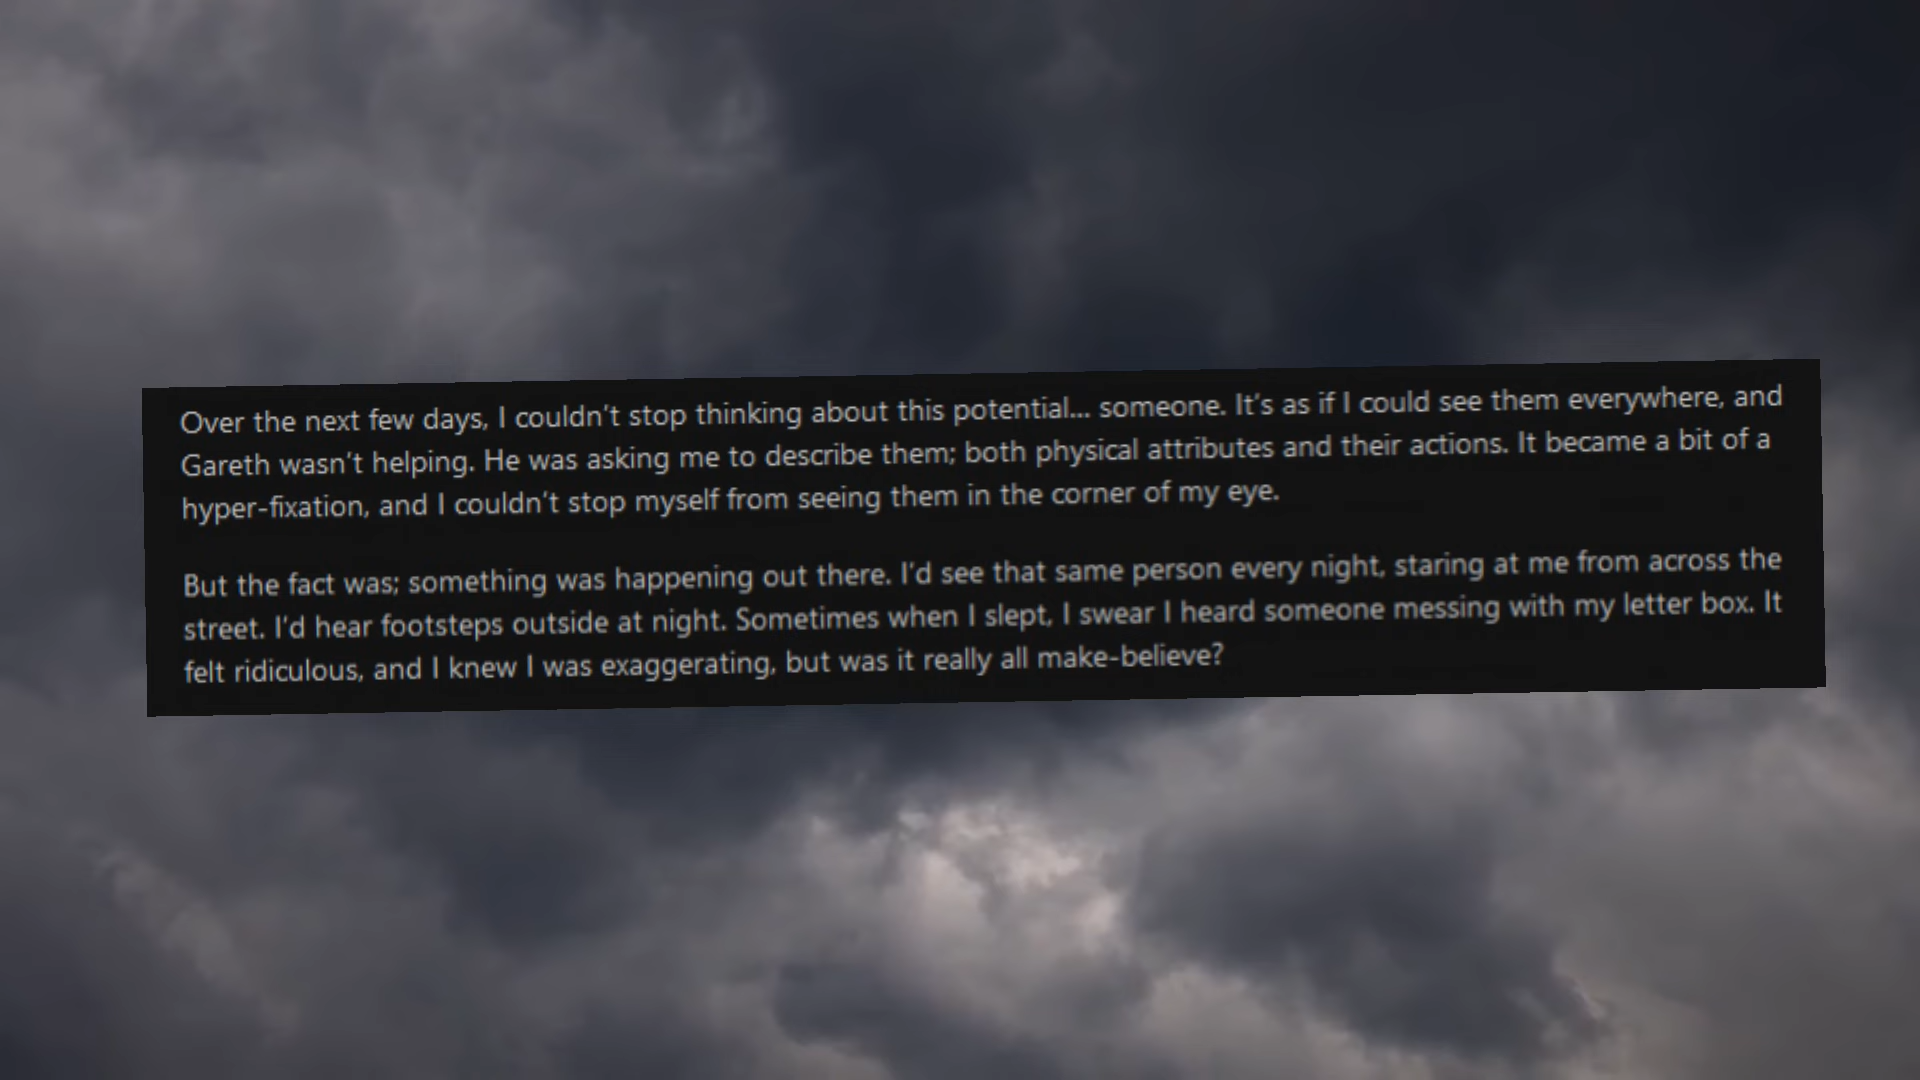 Over the next few days, I couldn't stop thinking about this potential... someone. It's as if I could see them everywhere, and
Gareth wasn't helping. He was asking me to describe them; both physical attributes and their actions. It became a bit of a
hyper-fixation, and I couldn't stop myself from seeing them in the corner of my eye.
But the fact was; something was happening out there. I'd see that same person every night, staring at me from across the
street. I'd hear footsteps outside at night. Sometimes when I slept, I swear I heard someone messing with my letter box. It
felt ridiculous, and I knew I was exaggerating, but was it really all make-believe?